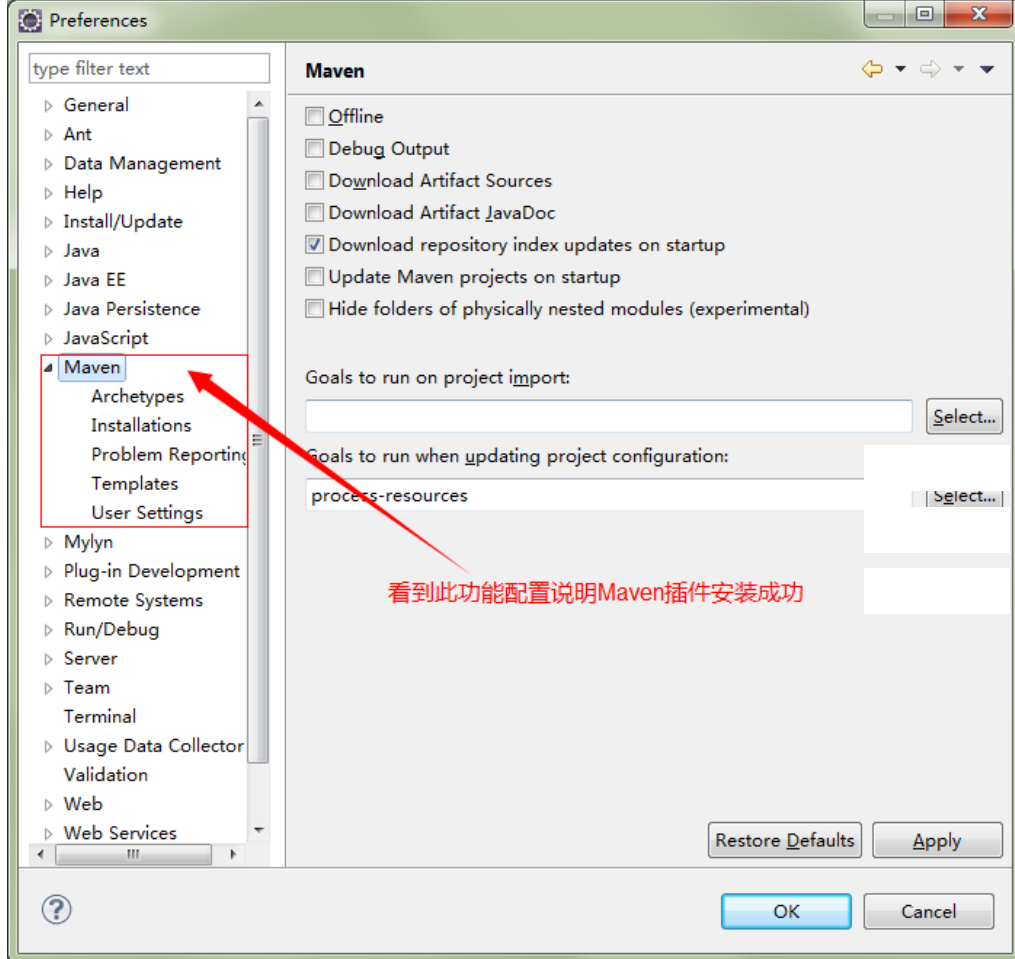 Preferences
type filter text
General
Ant
Data Management
Help
Install/Update
Java
Java EE
Java Persistence
JavaScript
Maven
Archetypes
Installations
Problem Reporting
Templates
User Settings
Mylyn
Plug-in Development
Remote Systems
Run/Debug
Server
Team
Terminal
Usage Data Collector
Validation
Web
Web Services
Maven
Offline
Debug Output
Download Artifact Sources
Download Artifact JavaDoc
Download repository index updates on startup
Update Maven projects on startup
Hide folders of physically nested modules (experimental)
Goals to run on project import:
Select...
Goals to run when updating project configuration:
process-resources
Select...
看到此功能配置说明Maven插件安装成功
Restore Defaults
Apply
OK
Cancel